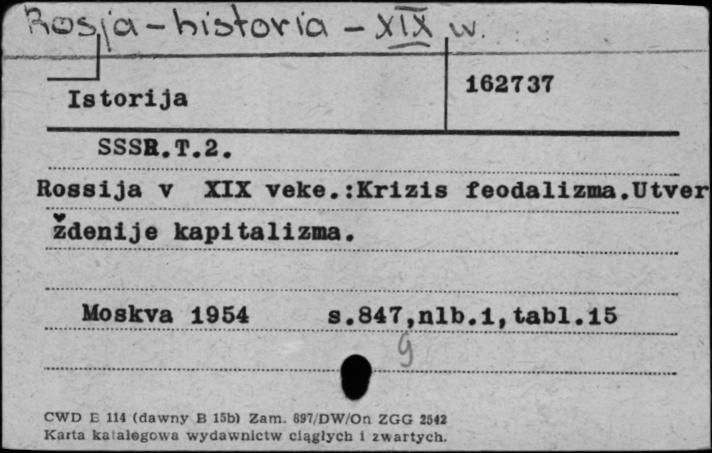 Rosja - historia - XIX w.
Istorija
162737
SSSR.T.2.
Rossija v XIX veke.:Krizis feodalizma.Utver
ždenije kapitalizma.
Moskva 1954 s.847,nlb.1,tabl.15
9
CWD E 114 (dawny B 15b) Zam. 697/DW/On ZGG 2542
Karta katalogowa wydawnictw ciągłych i zwartych.